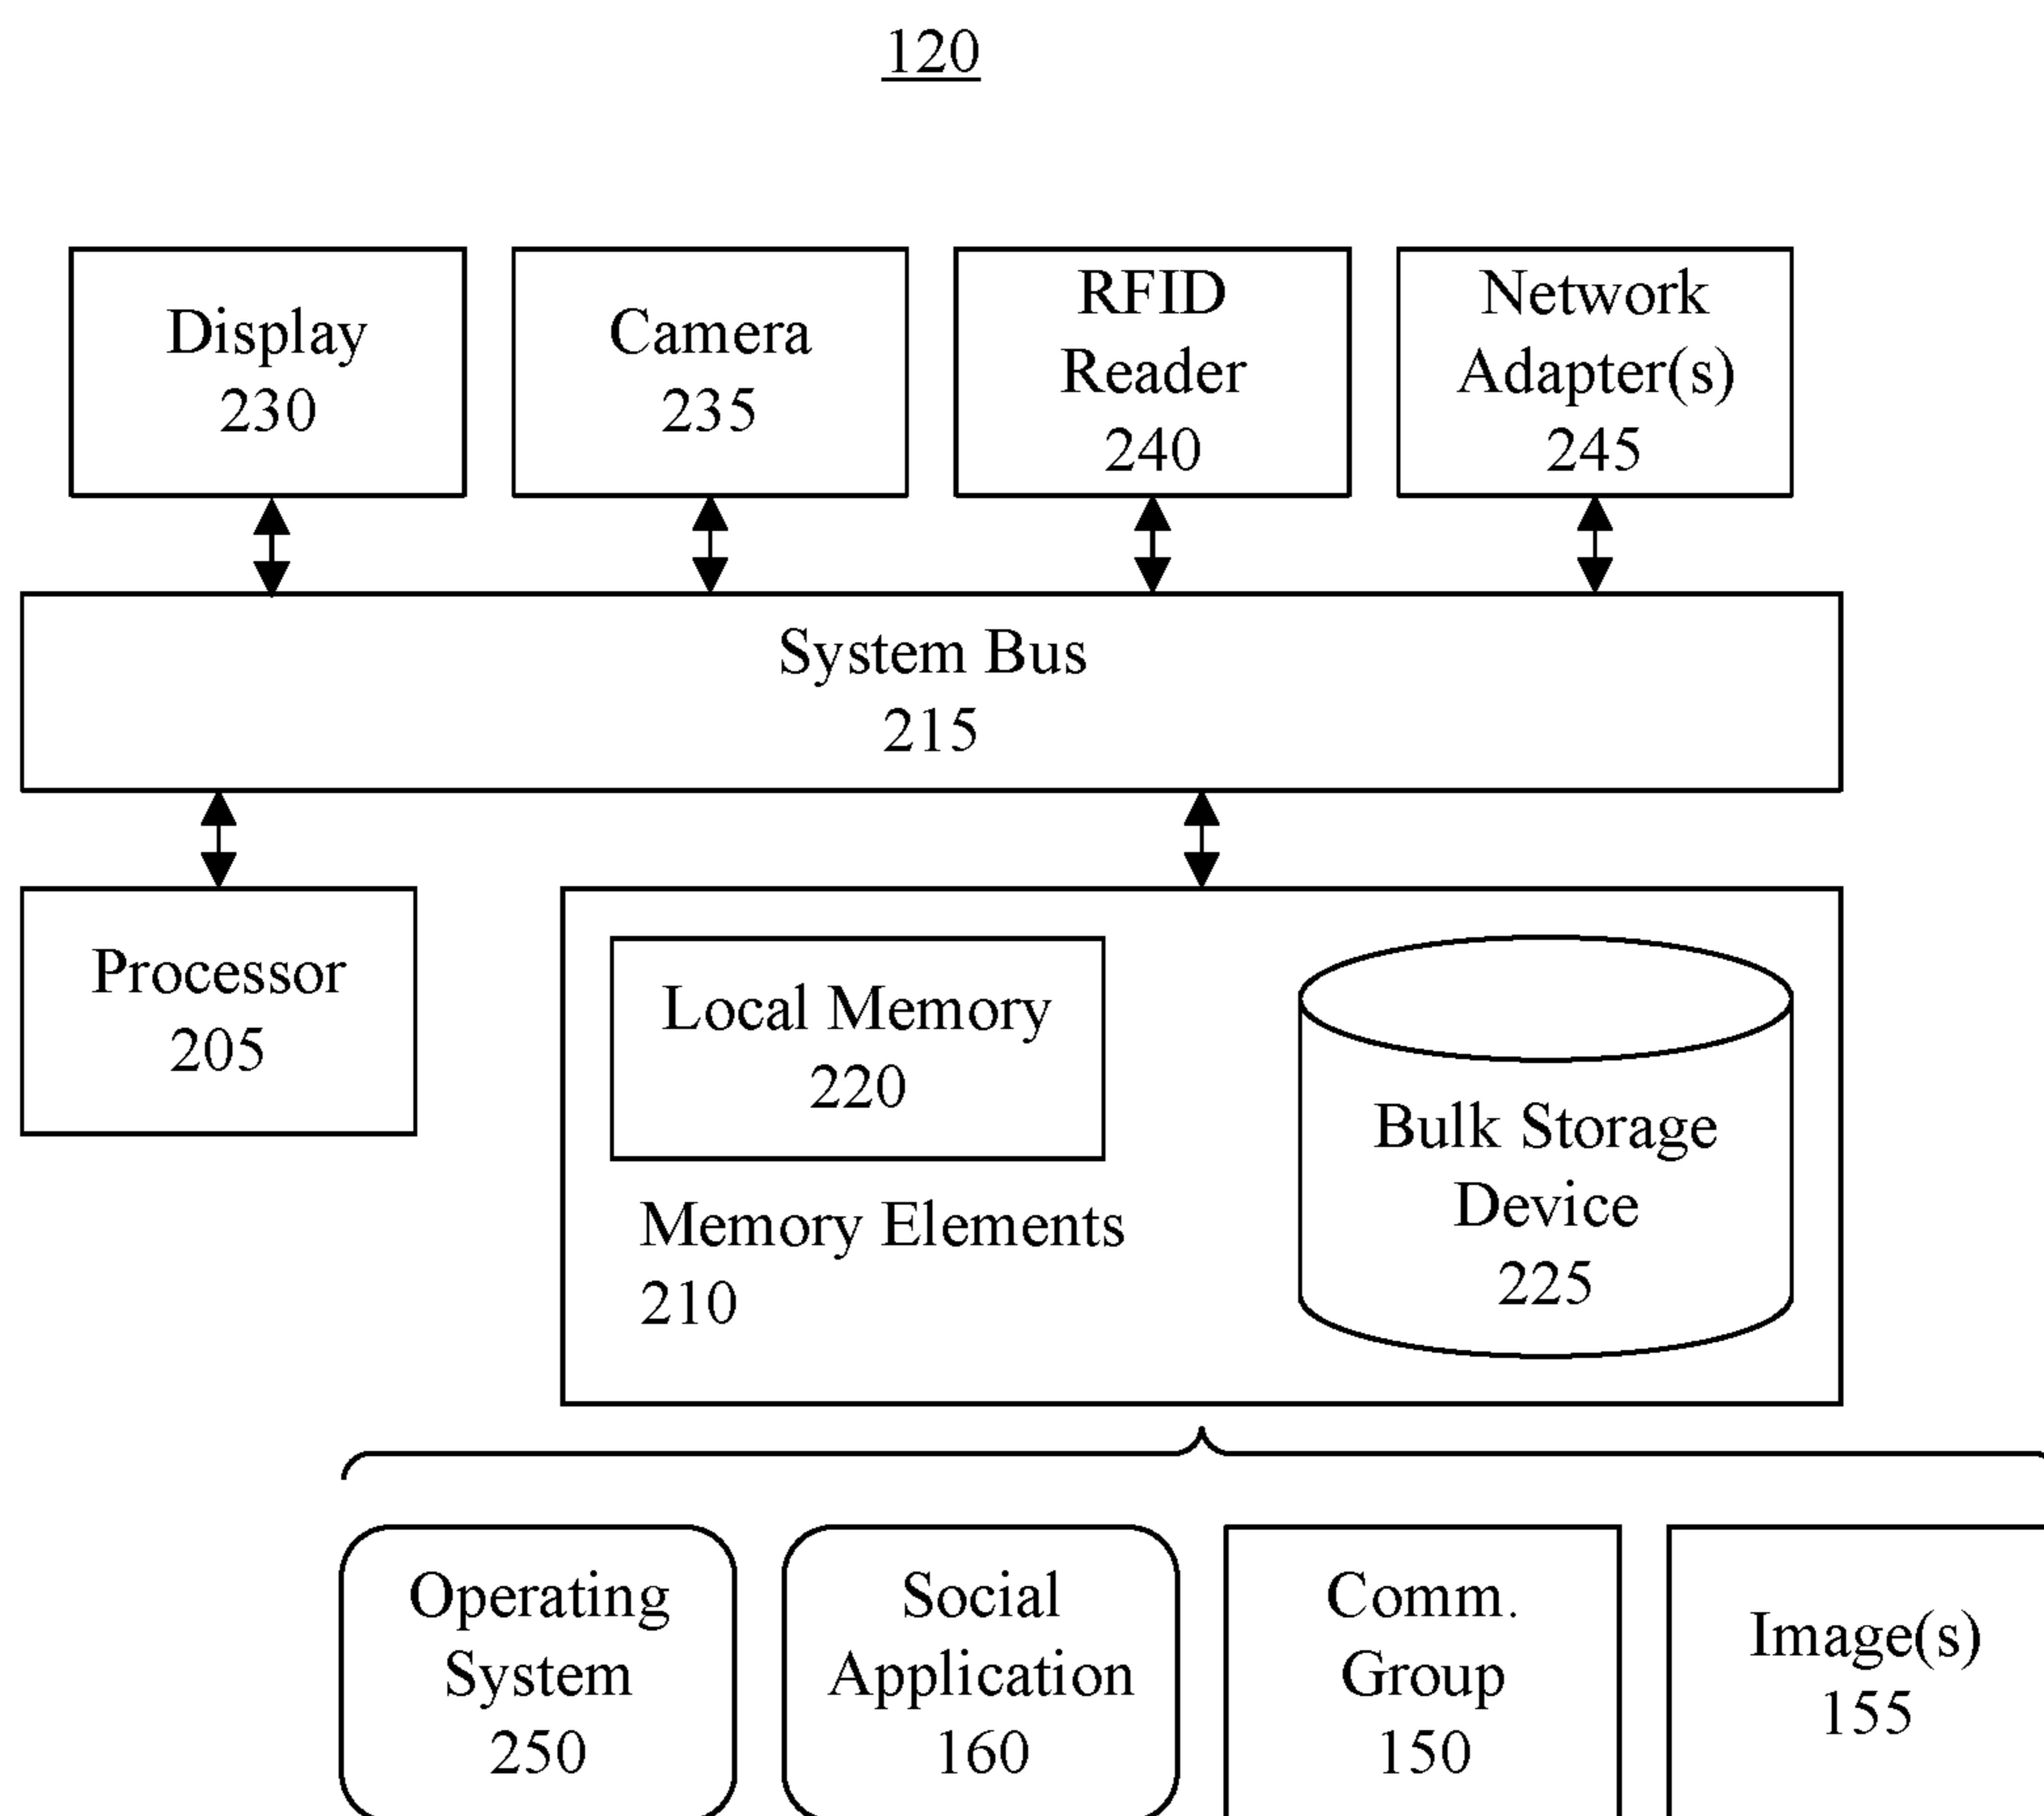 120
Display
230
Camera
235
RFID
Reader
240
Network
Adapter(s)
245
System Bus
215
Processor
205
Local Memory
220
Memory Elements
210
Bulk Storage
Device
225
Operating
System
250
Social
Application
160
Comm.
Group
150
Image(s)
155